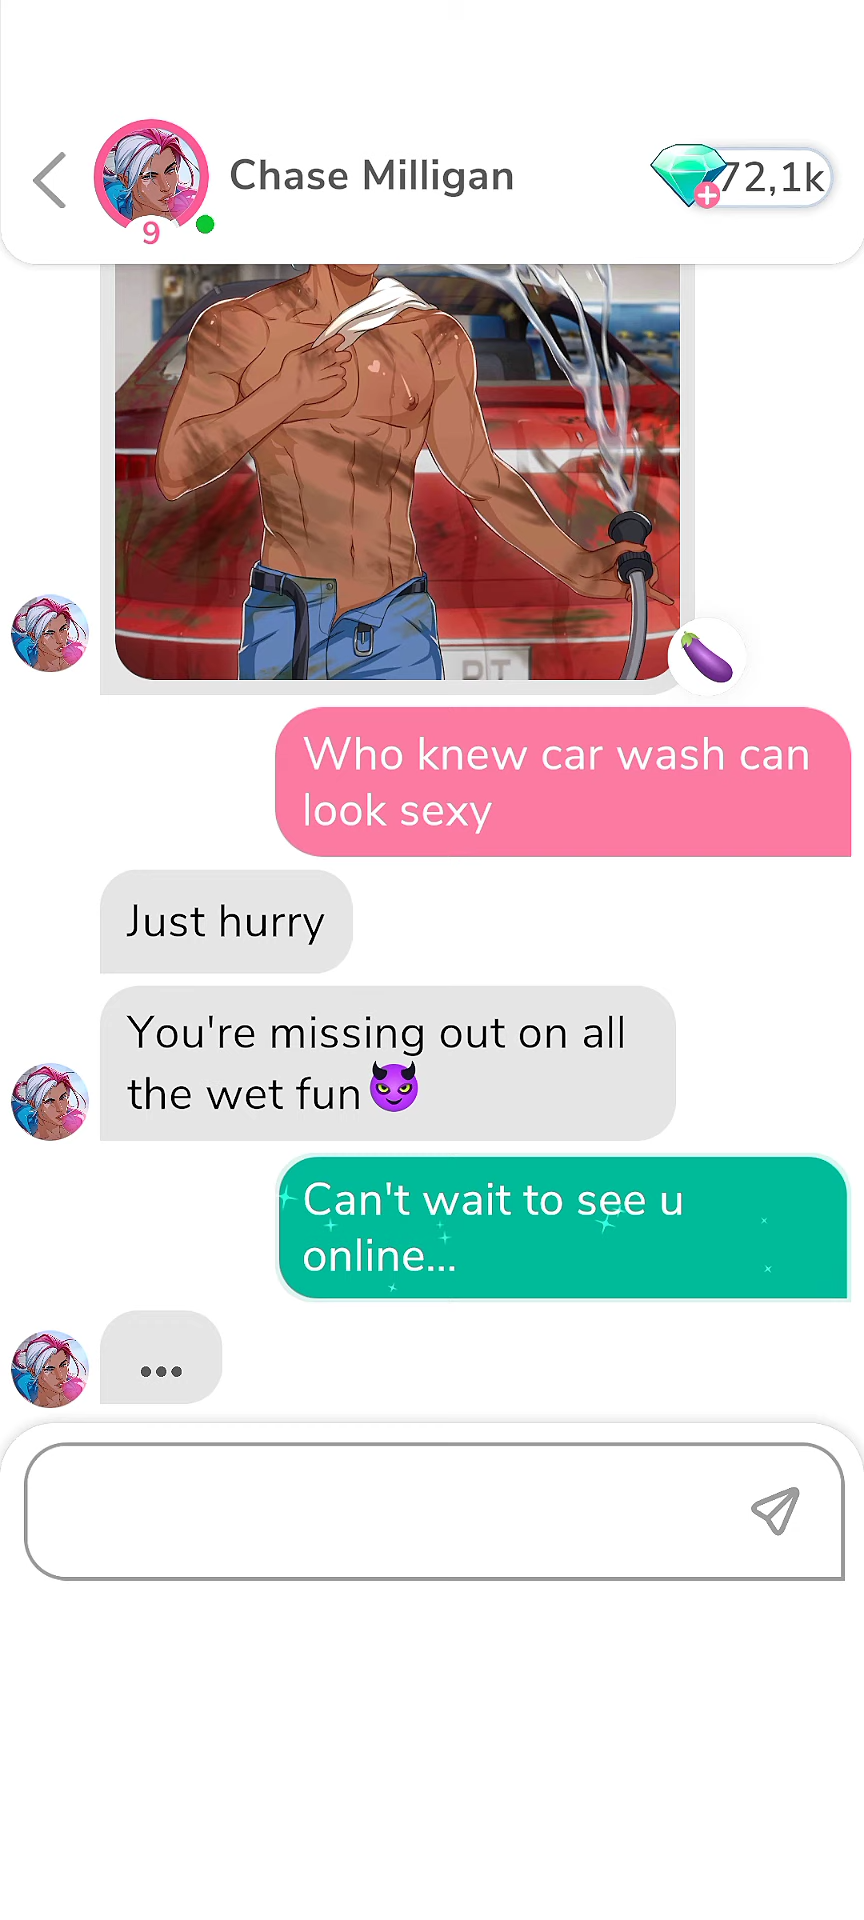 Chase Milligan
72,1k
9
PT
Who knew car wash can
look sexy
Just hurry
You're missing out on all
the wet fun😈
Can't wait to see u
online...